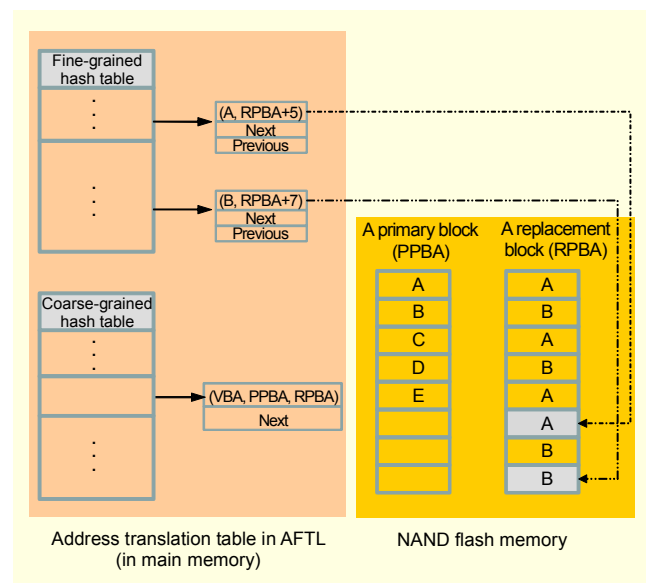 Fine-grained
hash table
.
.
.
(A, RPBA+5)
Next
Previous
.
.
.
(B, RPBA+7)
Next
Previous
Coarse-grained
hash table
.
.
.
(VBA, PPBA, RPBA)
Next
.
.
.
A primary block
(PPBA)
A
B
C
D
E
A replacement
block (RPBA)
A
B
A
B
A
A
B
B
Address translation table in AFTL
(in main memory)
NAND flash memory